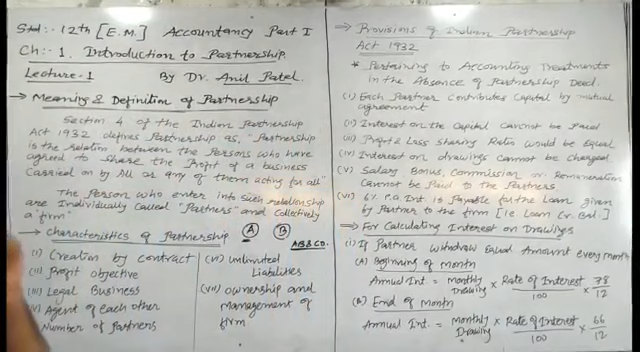 Std:- 12th [E.M.] Accountancy Part I
Ch:-1. Introduction to Partnership
Lecture-1 By Dr. Anil Patel.
→ Meaning & Definition of Partnership
Section 4 of the Indian Partnership
Act 1932 defines Partnership as, "Partnership
is the relation between the Persons who have
agreed to share the Profit of a business
Carried on by All or any of them acting for all"
The Person who enter into such relationship
are Individually Called "Partners" and Collectively
a "firm"
→ Characteristics of Partnership
A B
AB & CO.
(i) Creation by contract
(ii) Profit objective
(iii) Legal Business
Agent of each other
Number of Partners
(vi) unlimited
Liabilities
(vii) ownership and
management of
firm
→ Provisions of Indian Partnership
Act 1932
* Pertaining to Accounting Treatments
in the Absence of Partnership Deed.
(i) Each Partner Contributes Capital by mutual
agreement
(ii) Interest on the Capital cannot be Paid
(iii) Profit & Loss sharing Ratio would be Equal
(iv) Interest on drawings cannot be charged
(v) Salary Bonus, Commission or Remuneration
Cannot be Paid to the Partners
(vi) 6% P.a. Int is Payable for the Loan given
by Partner to the firm [ie Loan Cr. Bal.]
→ For Calculating Interest on Drawings
(i) If Partner withdraw Equal Amount every month
(A) Beginning of month
Annual Int. = monthly Drawing × Rate of Interest / 100 × 78 / 12
(B) End of month
Annual Int. = monthly Drawing × Rate of Interest / 100 × 66 / 12